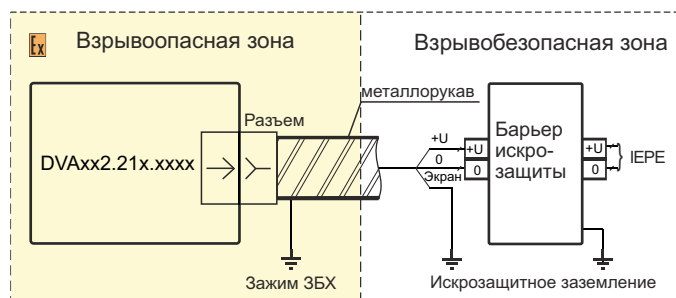 Ex
Взрывоопасная зона
Взрывобезопасная зона
металлорукав
Разъем
DVAxx2.21x.xxxx
+U
0
Экран
+U
0
Барьер
искро-
защиты
+U
0
IEPE
Зажим ЗБХ
Искрозащитное заземление